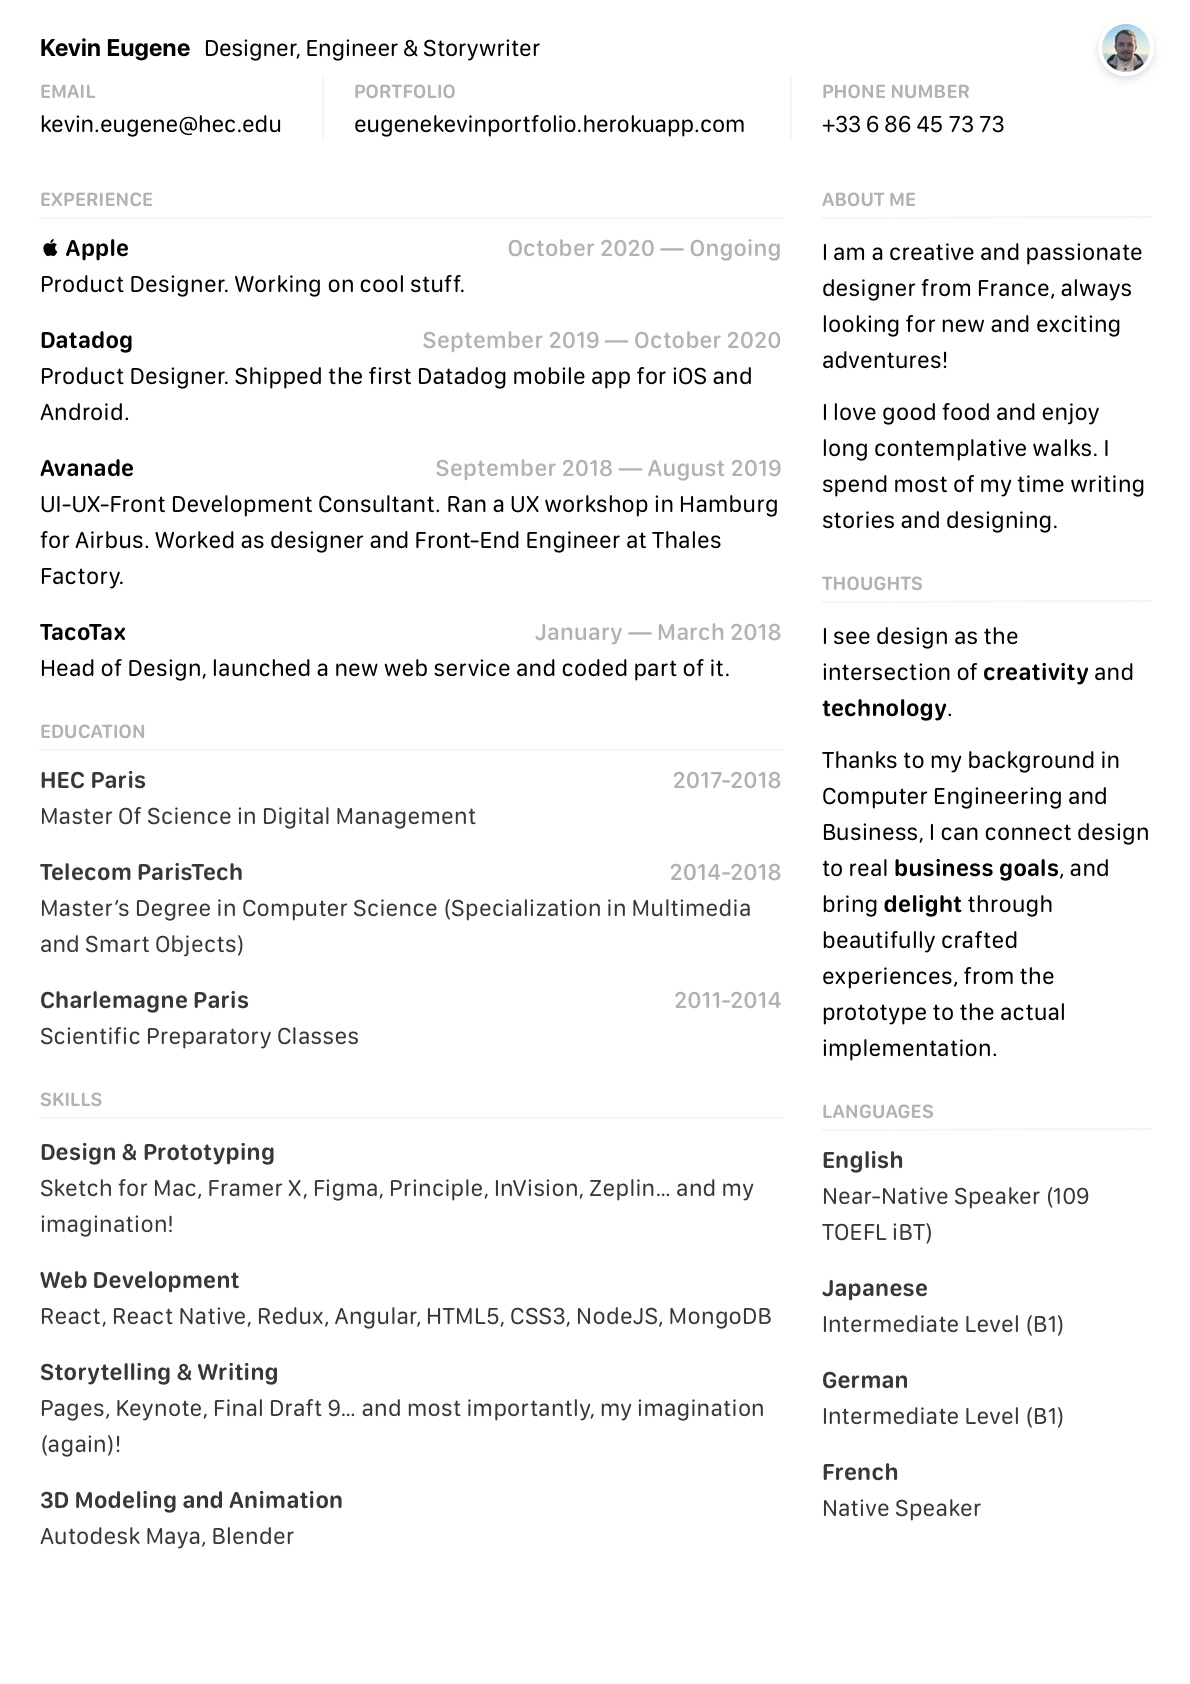 Kevin Eugene Designer, Engineer & Storywriter
EMAIL
kevin.eugene@hec.edu
PORTFOLIO
eugenekevinportfolio.herokuapp.com
PHONE NUMBER
+33 6 86 45 73 73
EXPERIENCE
Apple October 2020 — Ongoing
Product Designer. Working on cool stuff.
Datadog September 2019 — October 2020
Product Designer. Shipped the first Datadog mobile app for iOS and
Android.
Avanade September 2018 — August 2019
UI-UX-Front Development Consultant. Ran a UX workshop in Hamburg
for Airbus. Worked as designer and Front-End Engineer at Thales
Factory.
TacoTax January — March 2018
Head of Design, launched a new web service and coded part of it.
EDUCATION
HEC Paris 2017-2018
Master Of Science in Digital Management
Telecom ParisTech 2014-2018
Master’s Degree in Computer Science (Specialization in Multimedia
and Smart Objects)
Charlemagne Paris 2011-2014
Scientific Preparatory Classes
SKILLS
Design & Prototyping
Sketch for Mac, Framer X, Figma, Principle, InVision, Zeplin… and my
imagination!
Web Development
React, React Native, Redux, Angular, HTML5, CSS3, NodeJS, MongoDB
Storytelling & Writing
Pages, Keynote, Final Draft 9… and most importantly, my imagination
(again)!
3D Modeling and Animation
Autodesk Maya, Blender
ABOUT ME
I am a creative and passionate
designer from France, always
looking for new and exciting
adventures!
I love good food and enjoy
long contemplative walks. I
spend most of my time writing
stories and designing.
THOUGHTS
I see design as the
intersection of creativity and
technology.
Thanks to my background in
Computer Engineering and
Business, I can connect design
to real business goals, and
bring delight through
beautifully crafted
experiences, from the
prototype to the actual
implementation.
LANGUAGES
English
Near-Native Speaker (109
TOEFL iBT)
Japanese
Intermediate Level (B1)
German
Intermediate Level (B1)
French
Native Speaker